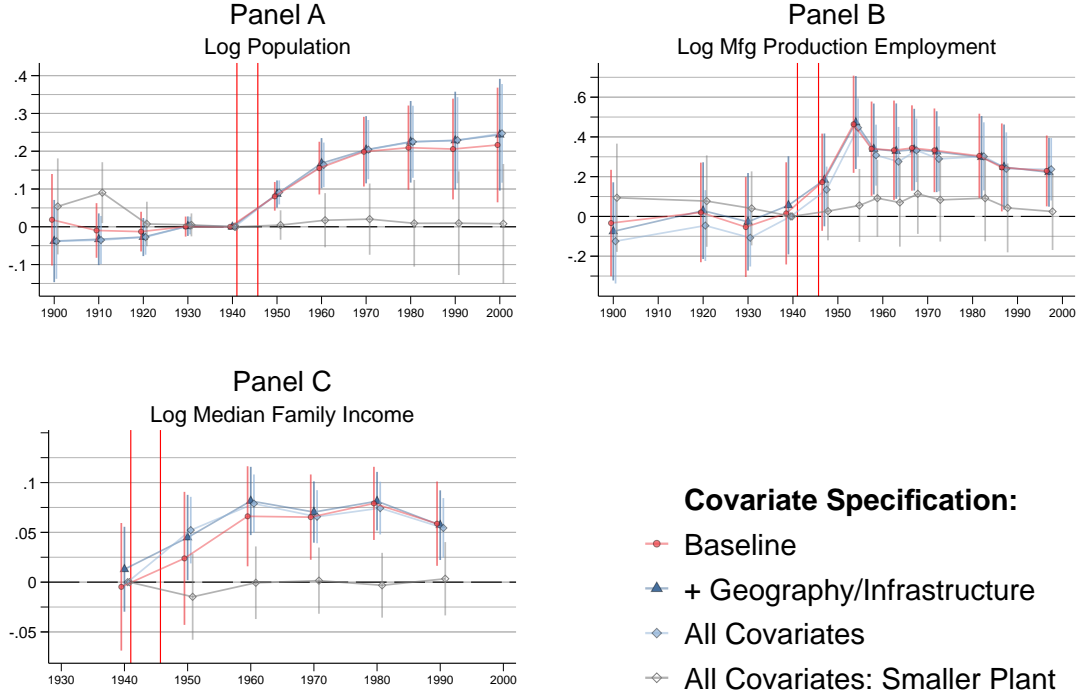 Panel A
Log Population
.4
.3
.2
.1
0
-.1
1900 1910 1920 1930 1940 1950 1960 1970 1980 1990 2000
Panel B
Log Mfg Production Employment
.6
.4
.2
0
-.2
1900 1910 1920 1930 1940 1950 1960 1970 1980 1990 2000
Panel C
Log Median Family Income
.1
.05
0
-.05
1930 1940 1950 1960 1970 1980 1990 2000
Covariate Specification:
Baseline
+ Geography/Infrastructure
All Covariates
All Covariates: Smaller Plant